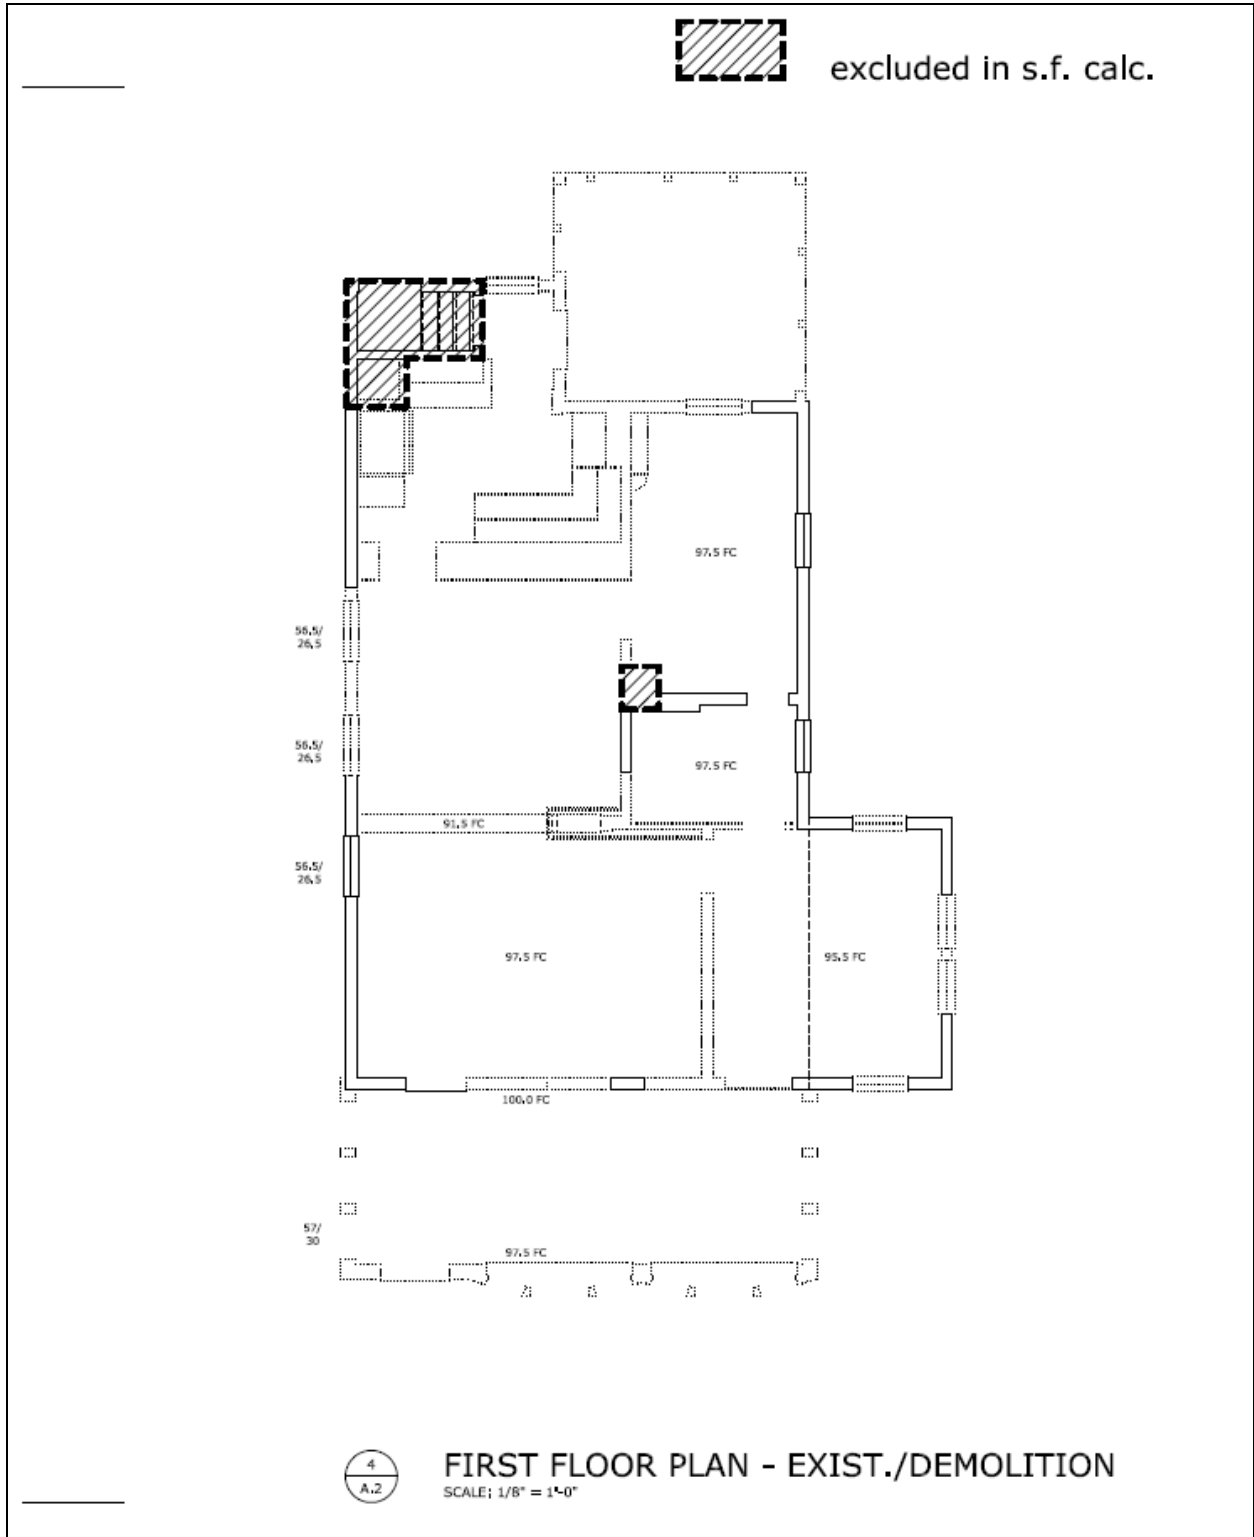 excluded in s.f. calc.
97.5 FC
56.5/
26.5
56.5/
26.5
97.5 FC
91.5 FC
56.5/
26.5
97.5 FC
95.5 FC
100.0 FC
57/
30
97.5 FC
4
A.2
FIRST FLOOR PLAN - EXIST./DEMOLITION
SCALE: 1/8" = 1'-0"